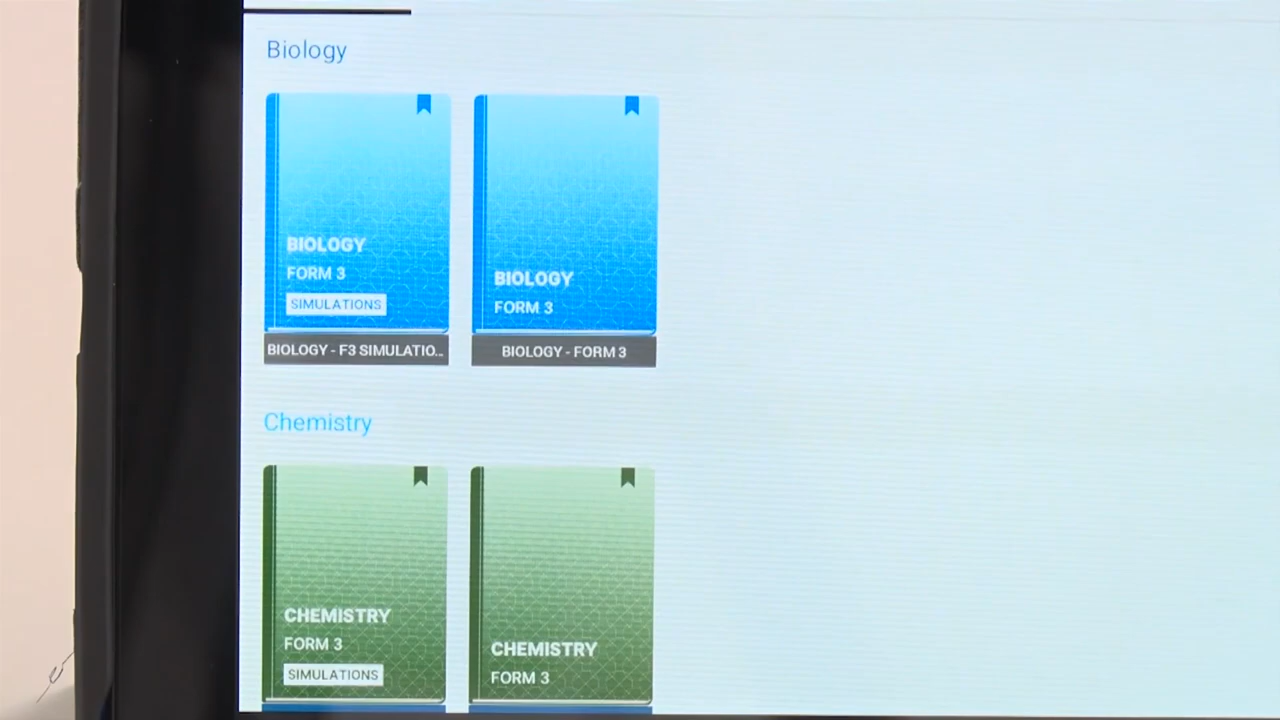 Biology
BIOLOGY
FORM 3
SIMULATIONS
BIOLOGY - F3 SIMULATIO...
BIOLOGY
FORM 3
BIOLOGY - FORM 3
Chemistry
CHEMISTRY
FORM 3
SIMULATIONS
CHEMISTRY
FORM 3